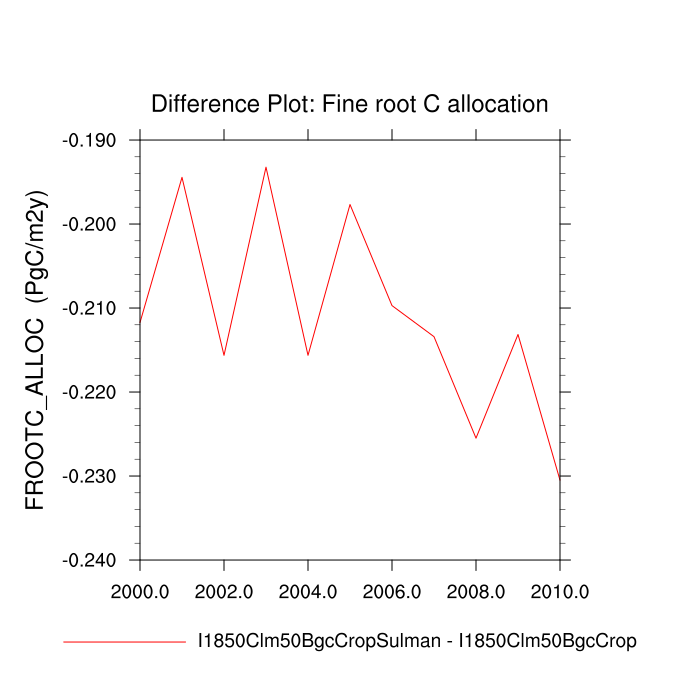 Difference Plot: Fine root C allocation
FROOTC_ALLOC (PgC/m2y)
-0.190
-0.200
-0.210
-0.220
-0.230
-0.240
2000.0 2002.0 2004.0 2006.0 2008.0 2010.0
I1850Clm50BgcCropSulman - I1850Clm50BgcCrop